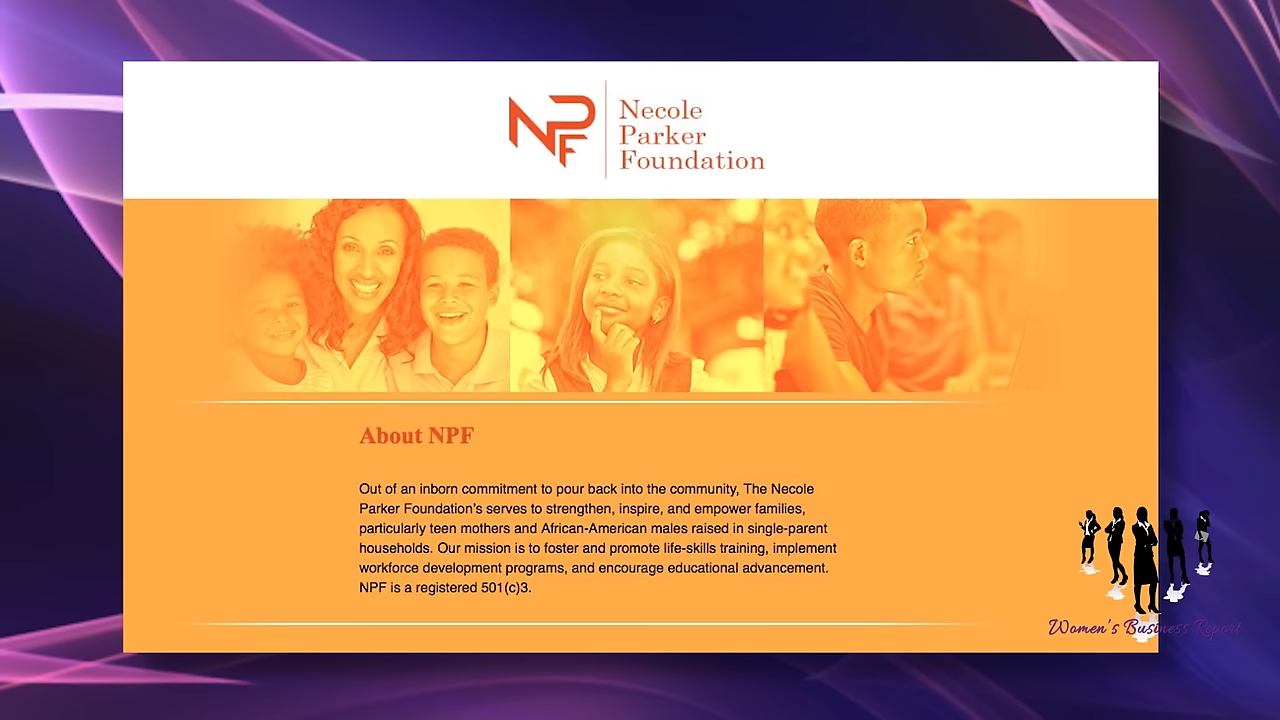 NPF
Necole
Parker
Foundation
About NPF
Out of an inborn commitment to pour back into the community, The Necole
Parker Foundation's serves to strengthen, inspire, and empower families,
particularly teen mothers and African-American males raised in single-parent
households. Our mission is to foster and promote life-skills training, implement
workforce development programs, and encourage educational advancement.
NPF is a registered 501(c)3.
Women's Business Report